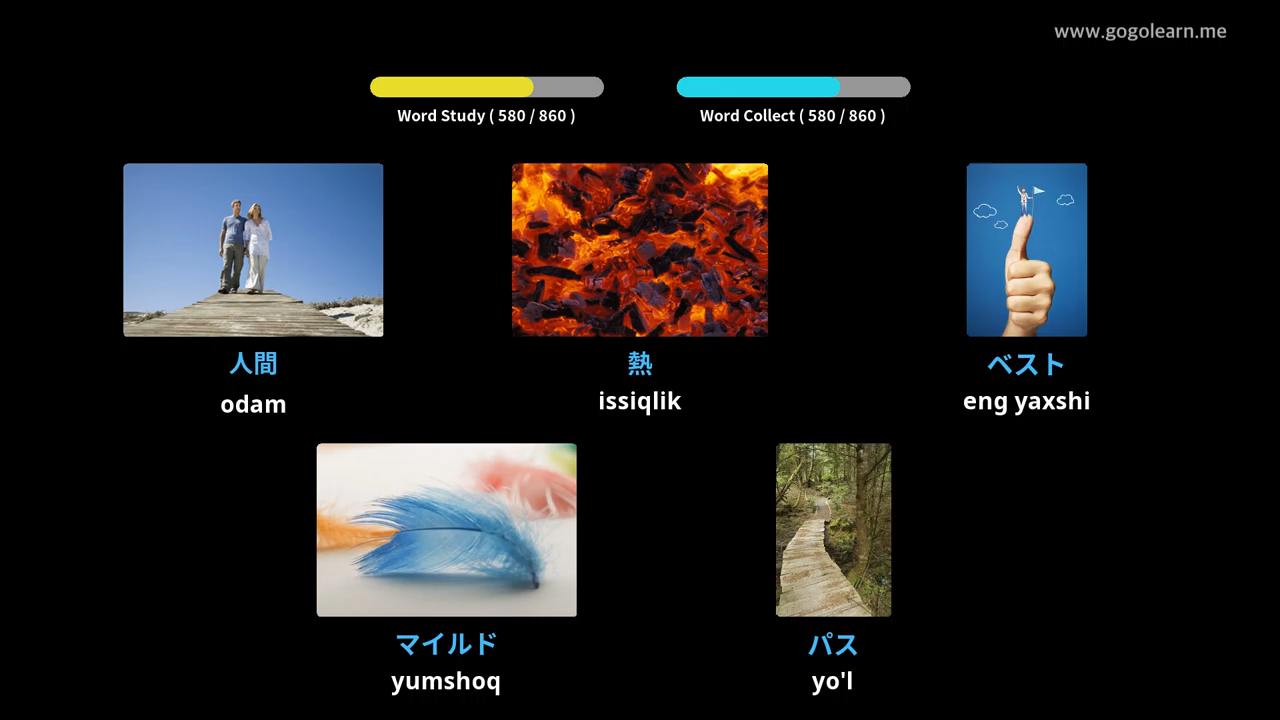 www.gogolearn.me
Word Study ( 580 / 860 )
Word Collect ( 580 / 860 )
人間
odam
熱
issiqlik
ベスト
eng yaxshi
マイルド
yumshoq
パス
yo'l